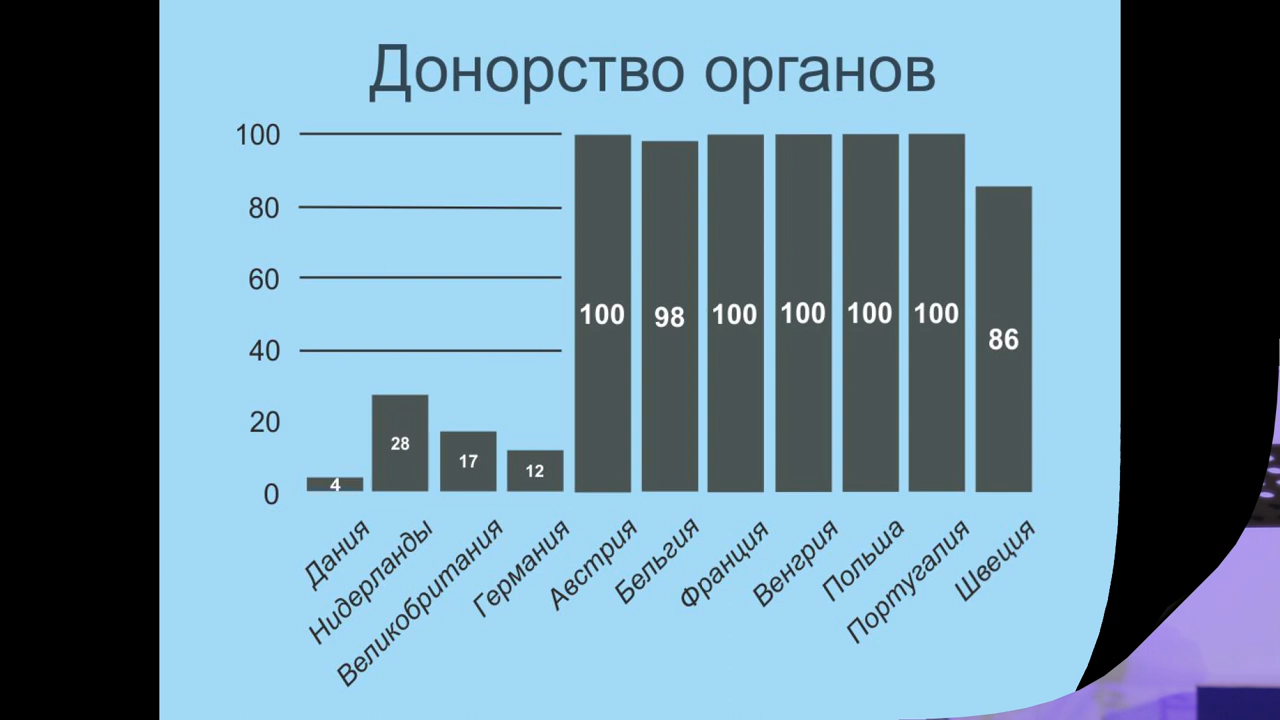 Донорство органов
100
80
60
40
20
0
4
28
17
12
100
98
100
100
100
100
86
Дания
Нидерланды
Великобритания
Германия
Австрия
Бельгия
Франция
Венгрия
Польша
Португалия
Швеция